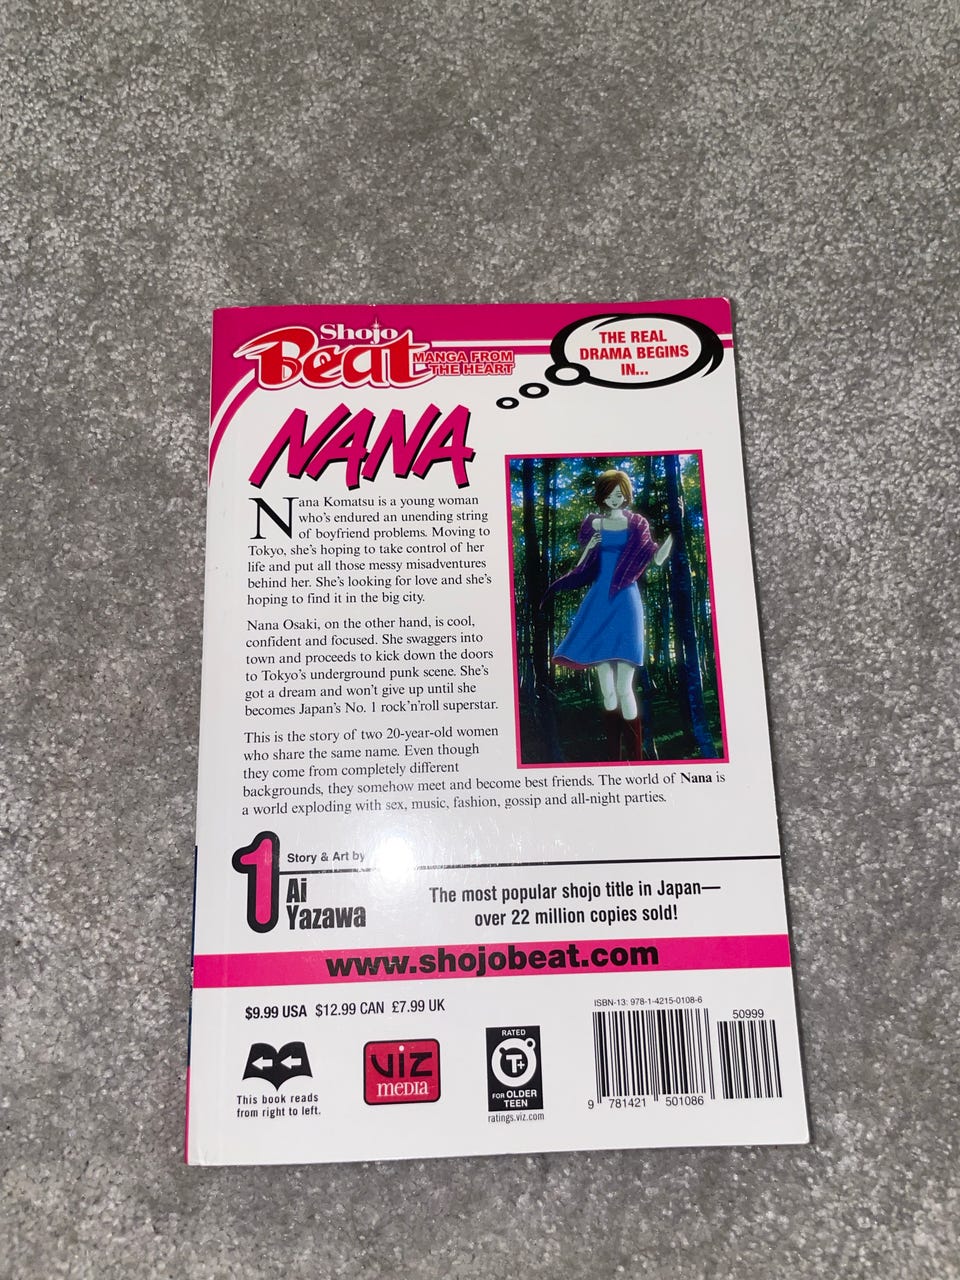 Shojo
Beat
MANGA FROM
THE HEART
THE REAL
DRAMA BEGINS
IN...
NANA
Nana Komatsu is a young woman
who's endured an unending string
of boyfriend problems. Moving to
Tokyo, she's hoping to take control of her
life and put all those messy misadventures
behind her. She's looking for love and she's
hoping to find it in the big city.
Nana Osaki, on the other hand, is cool,
confident and focused. She swaggers into
town and proceeds to kick down the doors
to Tokyo's underground punk scene. She's
got a dream and won't give up until she
becomes Japan's No. 1 rock'n'roll superstar.
This is the story of two 20-year-old women
who share the same name. Even though
they come from completely different
backgrounds, they somehow meet and become best friends. The world of Nana is
a world exploding with sex, music, fashion, gossip and all-night parties.
1
Story & Art by
Ai
Yazawa
The most popular shojo title in Japan—
over 22 million copies sold!
www.shojobeat.com
$9.99 USA $12.99 CAN £7.99 UK
This book reads
from right to left.
VIZ
MEDIA
RATED
T+
FOR OLDER
TEEN
ratings.viz.com
ISBN-13: 978-1-4215-0108-6
50999
9 781421 501086